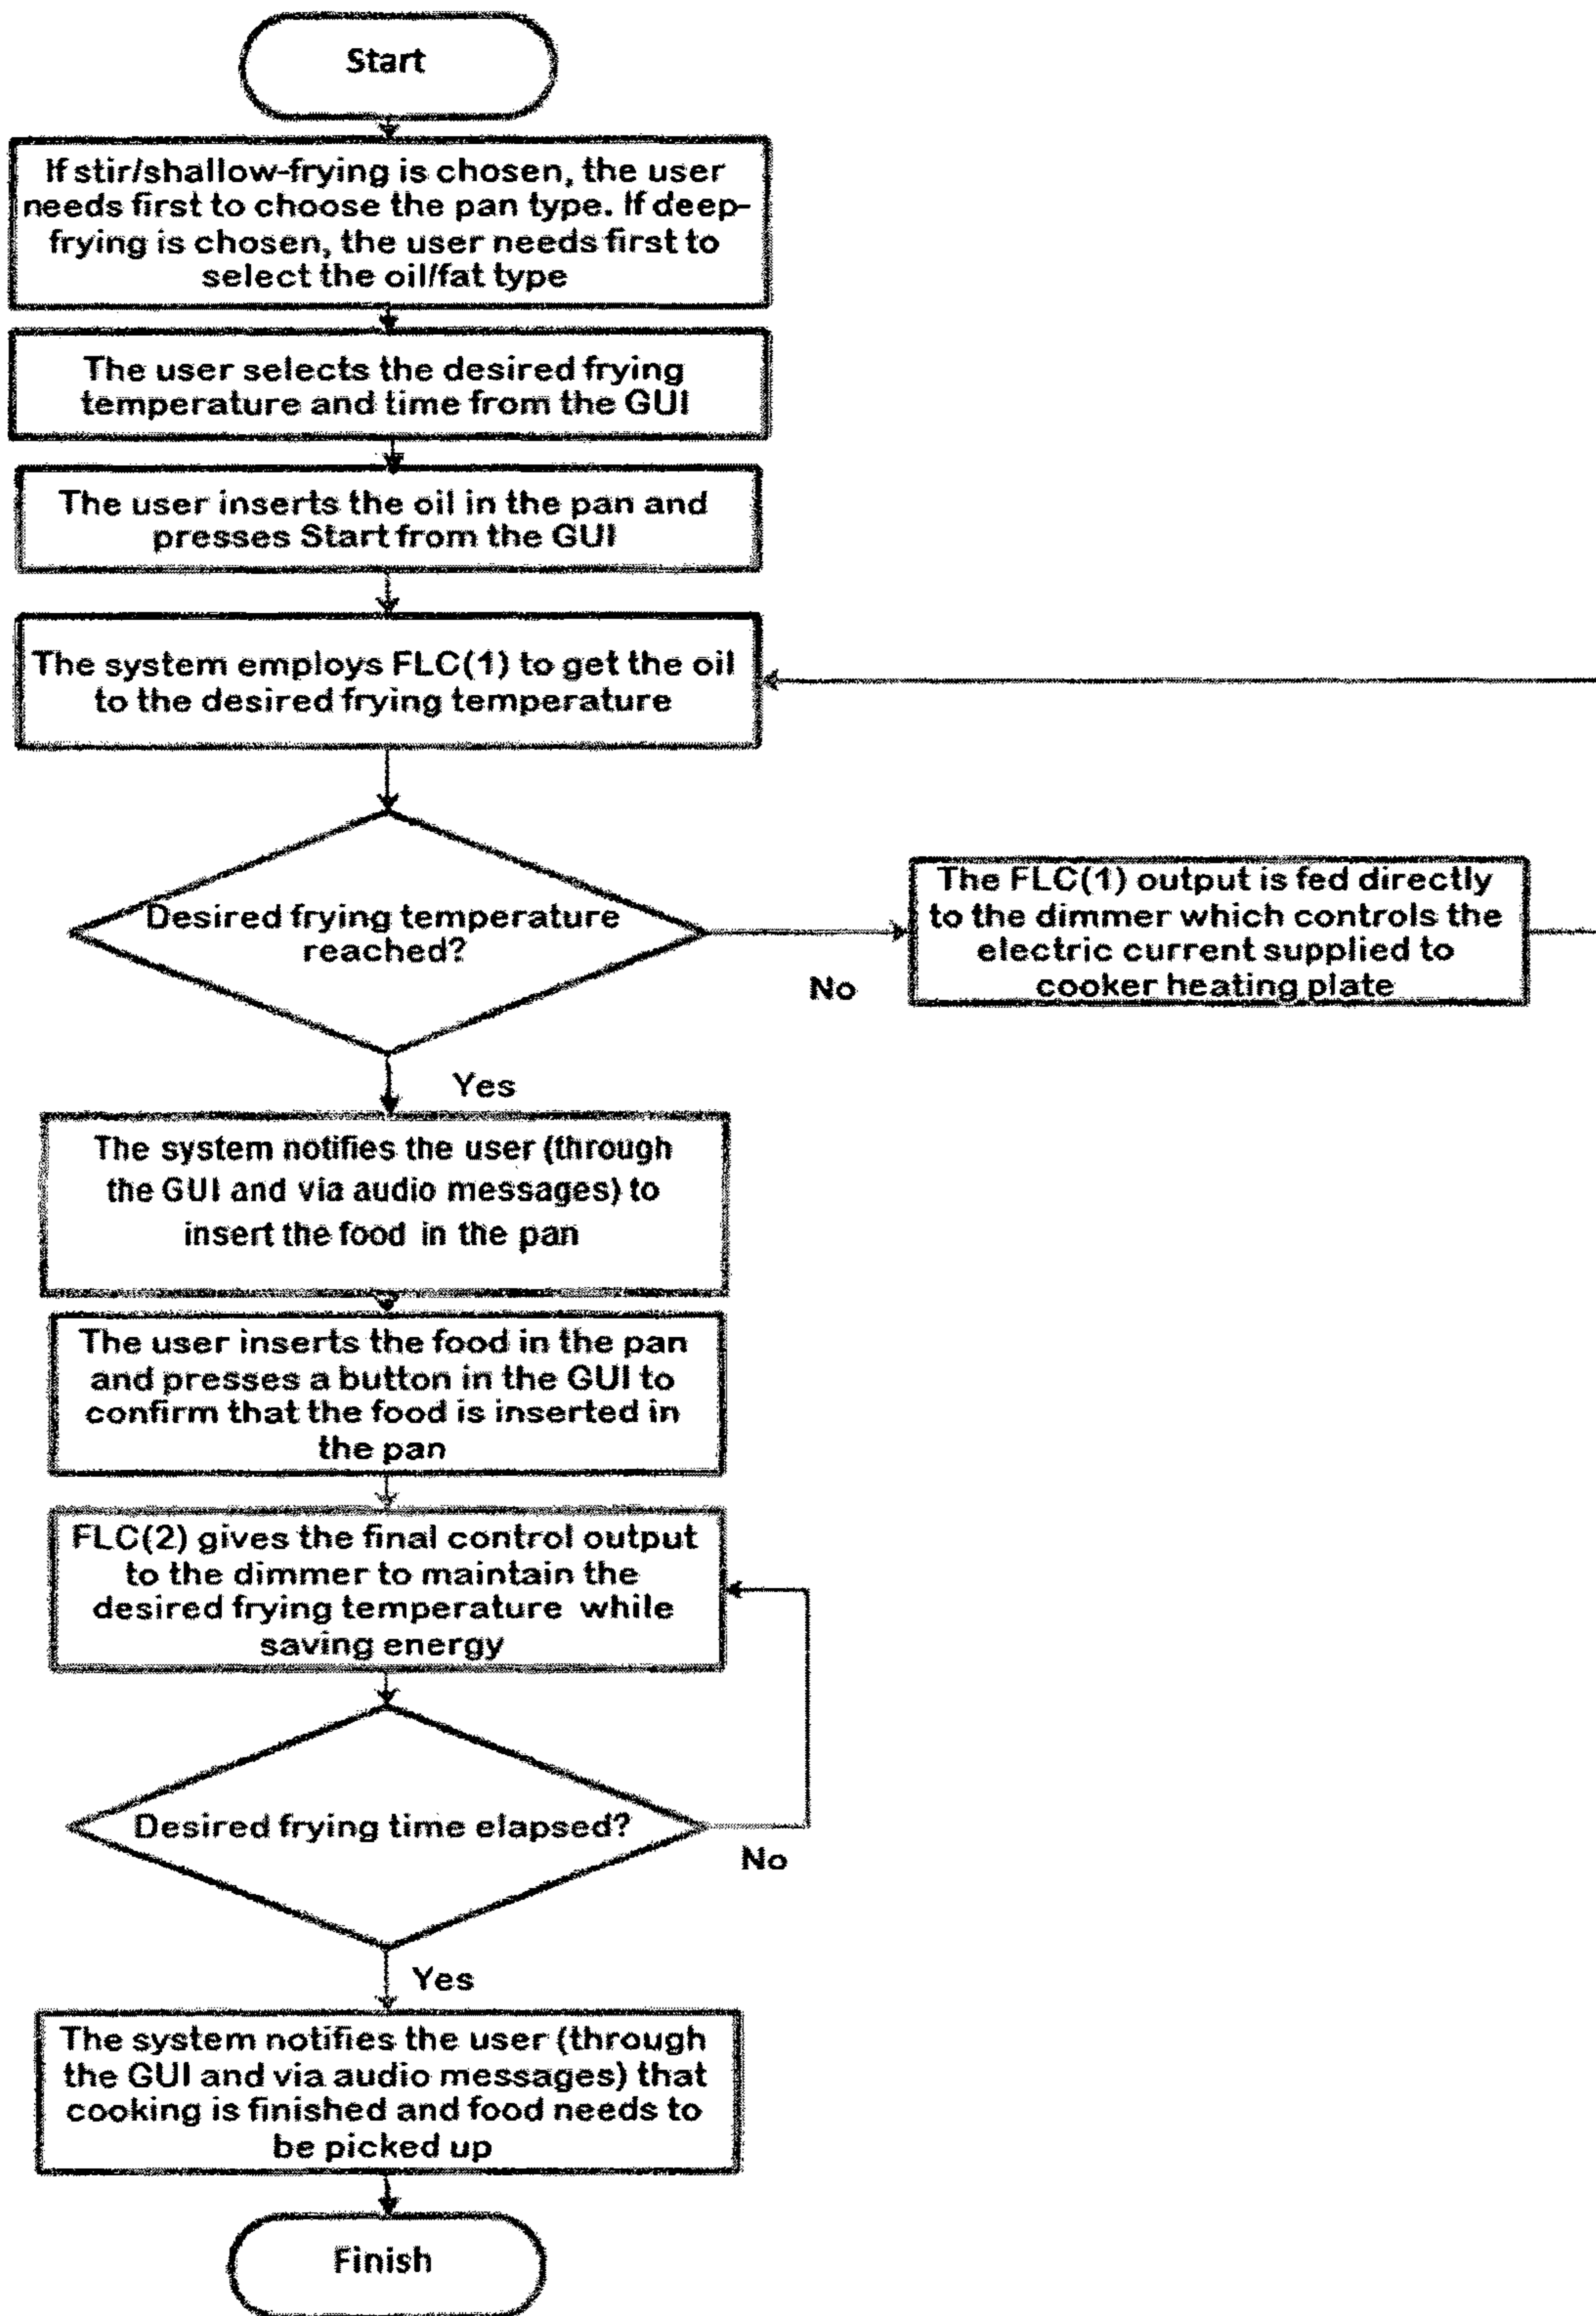 Start
If stir/shallow-frying is chosen, the user
needs first to choose the pan type. If deep-
frying is chosen, the user needs first to
select the oil/fat type
The user selects the desired frying
temperature and time from the GUI
The user inserts the oil in the pan and
presses Start from the GUI
The system employs FLC(1) to get the oil
to the desired frying temperature
Desired frying temperature
reached?
No
The FLC(1) output is fed directly
to the dimmer which controls the
electric current supplied to
cooker heating plate
Yes
The system notifies the user (through
the GUI and via audio messages) to
insert the food in the pan
The user inserts the food in the pan
and presses a button in the GUI to
confirm that the food is inserted in
the pan
FLC(2) gives the final control output
to the dimmer to maintain the
desired frying temperature while
saving energy
Desired frying time elapsed?
No
Yes
The system notifies the user (through
the GUI and via audio messages) that
cooking is finished and food needs to
be picked up
Finish